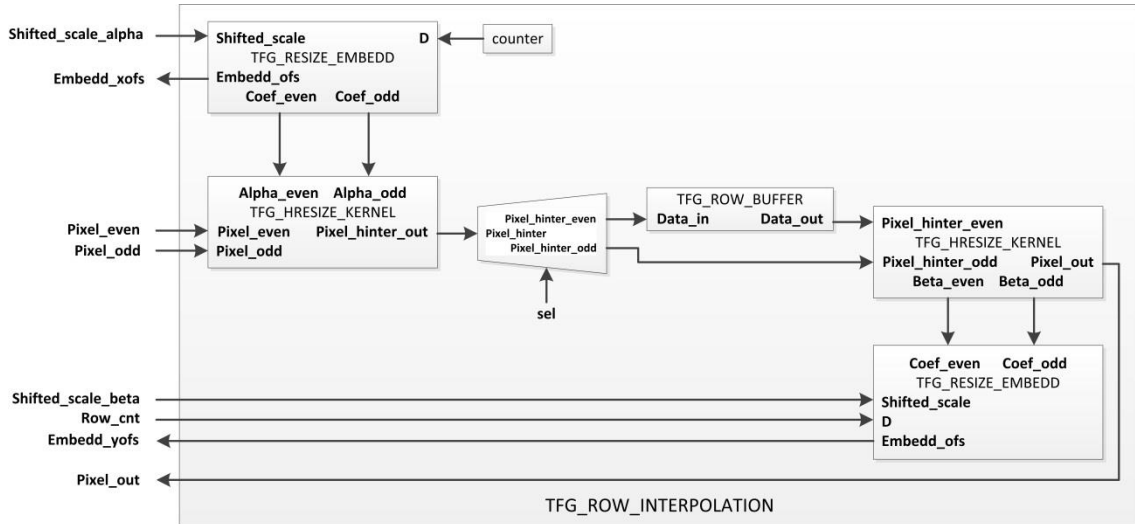 Shifted_scale_alpha
Shifted_scale D
counter
TFG_RESIZE_EMBEDD
Embedd_xofs
Embedd_ofs
Coef_even Coef_odd
Alpha_even Alpha_odd
TFG_HRESIZE_KERNEL
Pixel_even
Pixel_even Pixel_hinter_out
Pixel_odd
Pixel_odd
Pixel_hinter_even
Pixel_hinter
Pixel_hinter_odd
sel
TFG_ROW_BUFFER
Data_in Data_out
Pixel_hinter_even
TFG_HRESIZE_KERNEL
Pixel_hinter_odd Pixel_out
Beta_even Beta_odd
Coef_even Coef_odd
TFG_RESIZE_EMBEDD
Shifted_scale_beta
Shifted_scale
Row_cnt
D
Embedd_yofs
Embedd_ofs
Pixel_out
TFG_ROW_INTERPOLATION